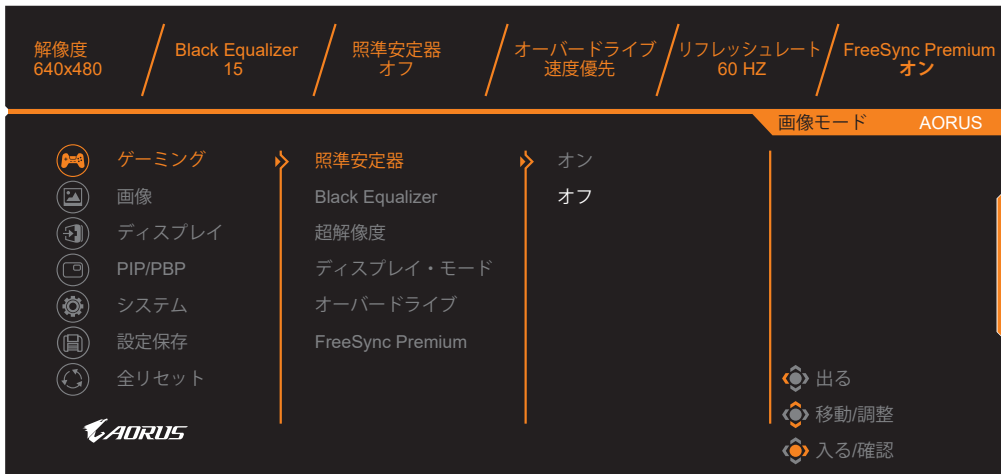 解像度 Black Equalizer 照準安定器 オーバードライブ リフレッシュレート FreeSync Premium
640x480 15 オフ 速度優先 60 HZ オン
画像モード AORUS
ゲーミング 照準安定器 オン
画像 Black Equalizer オフ
ディスプレイ 超解像度
PIP/PBP ディスプレイ・モード
システム オーバードライブ
設定保存 FreeSync Premium
全リセット 出る
移動/調整
AORUS
入る/確認